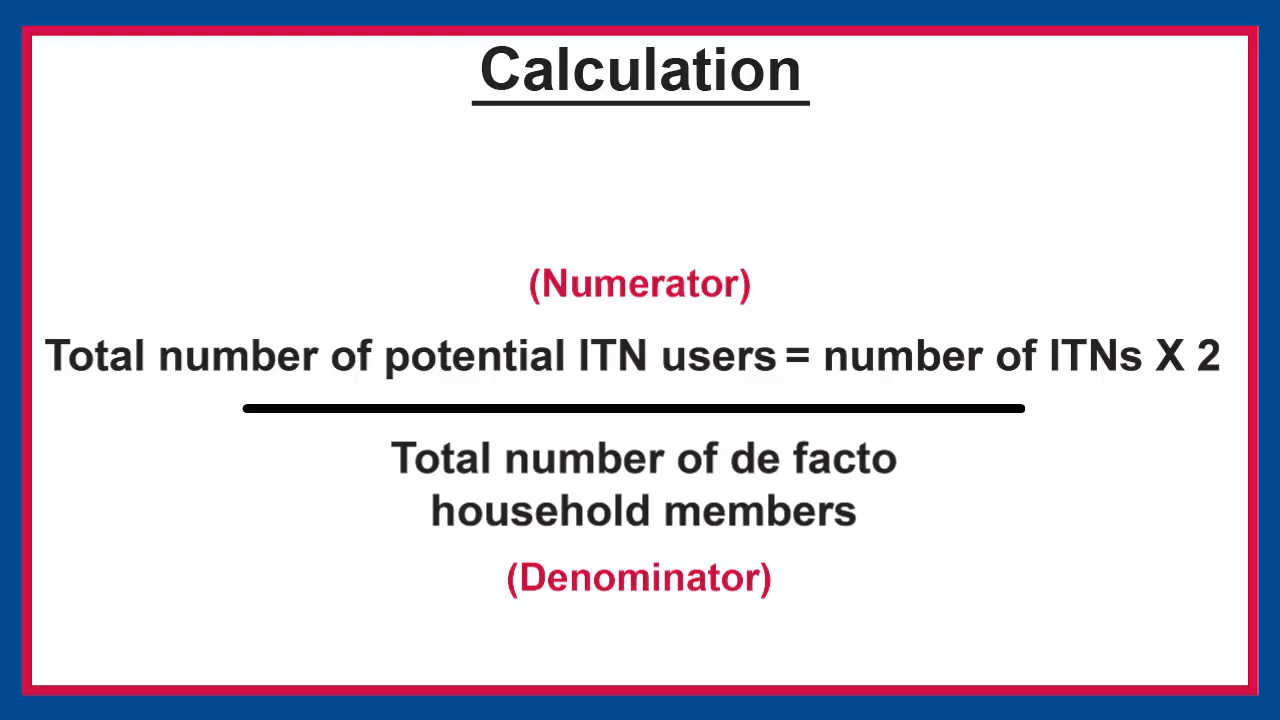 Calculation
(Numerator)
Total number of potential ITN users = number of ITNs X 2
Total number of de facto
household members
(Denominator)